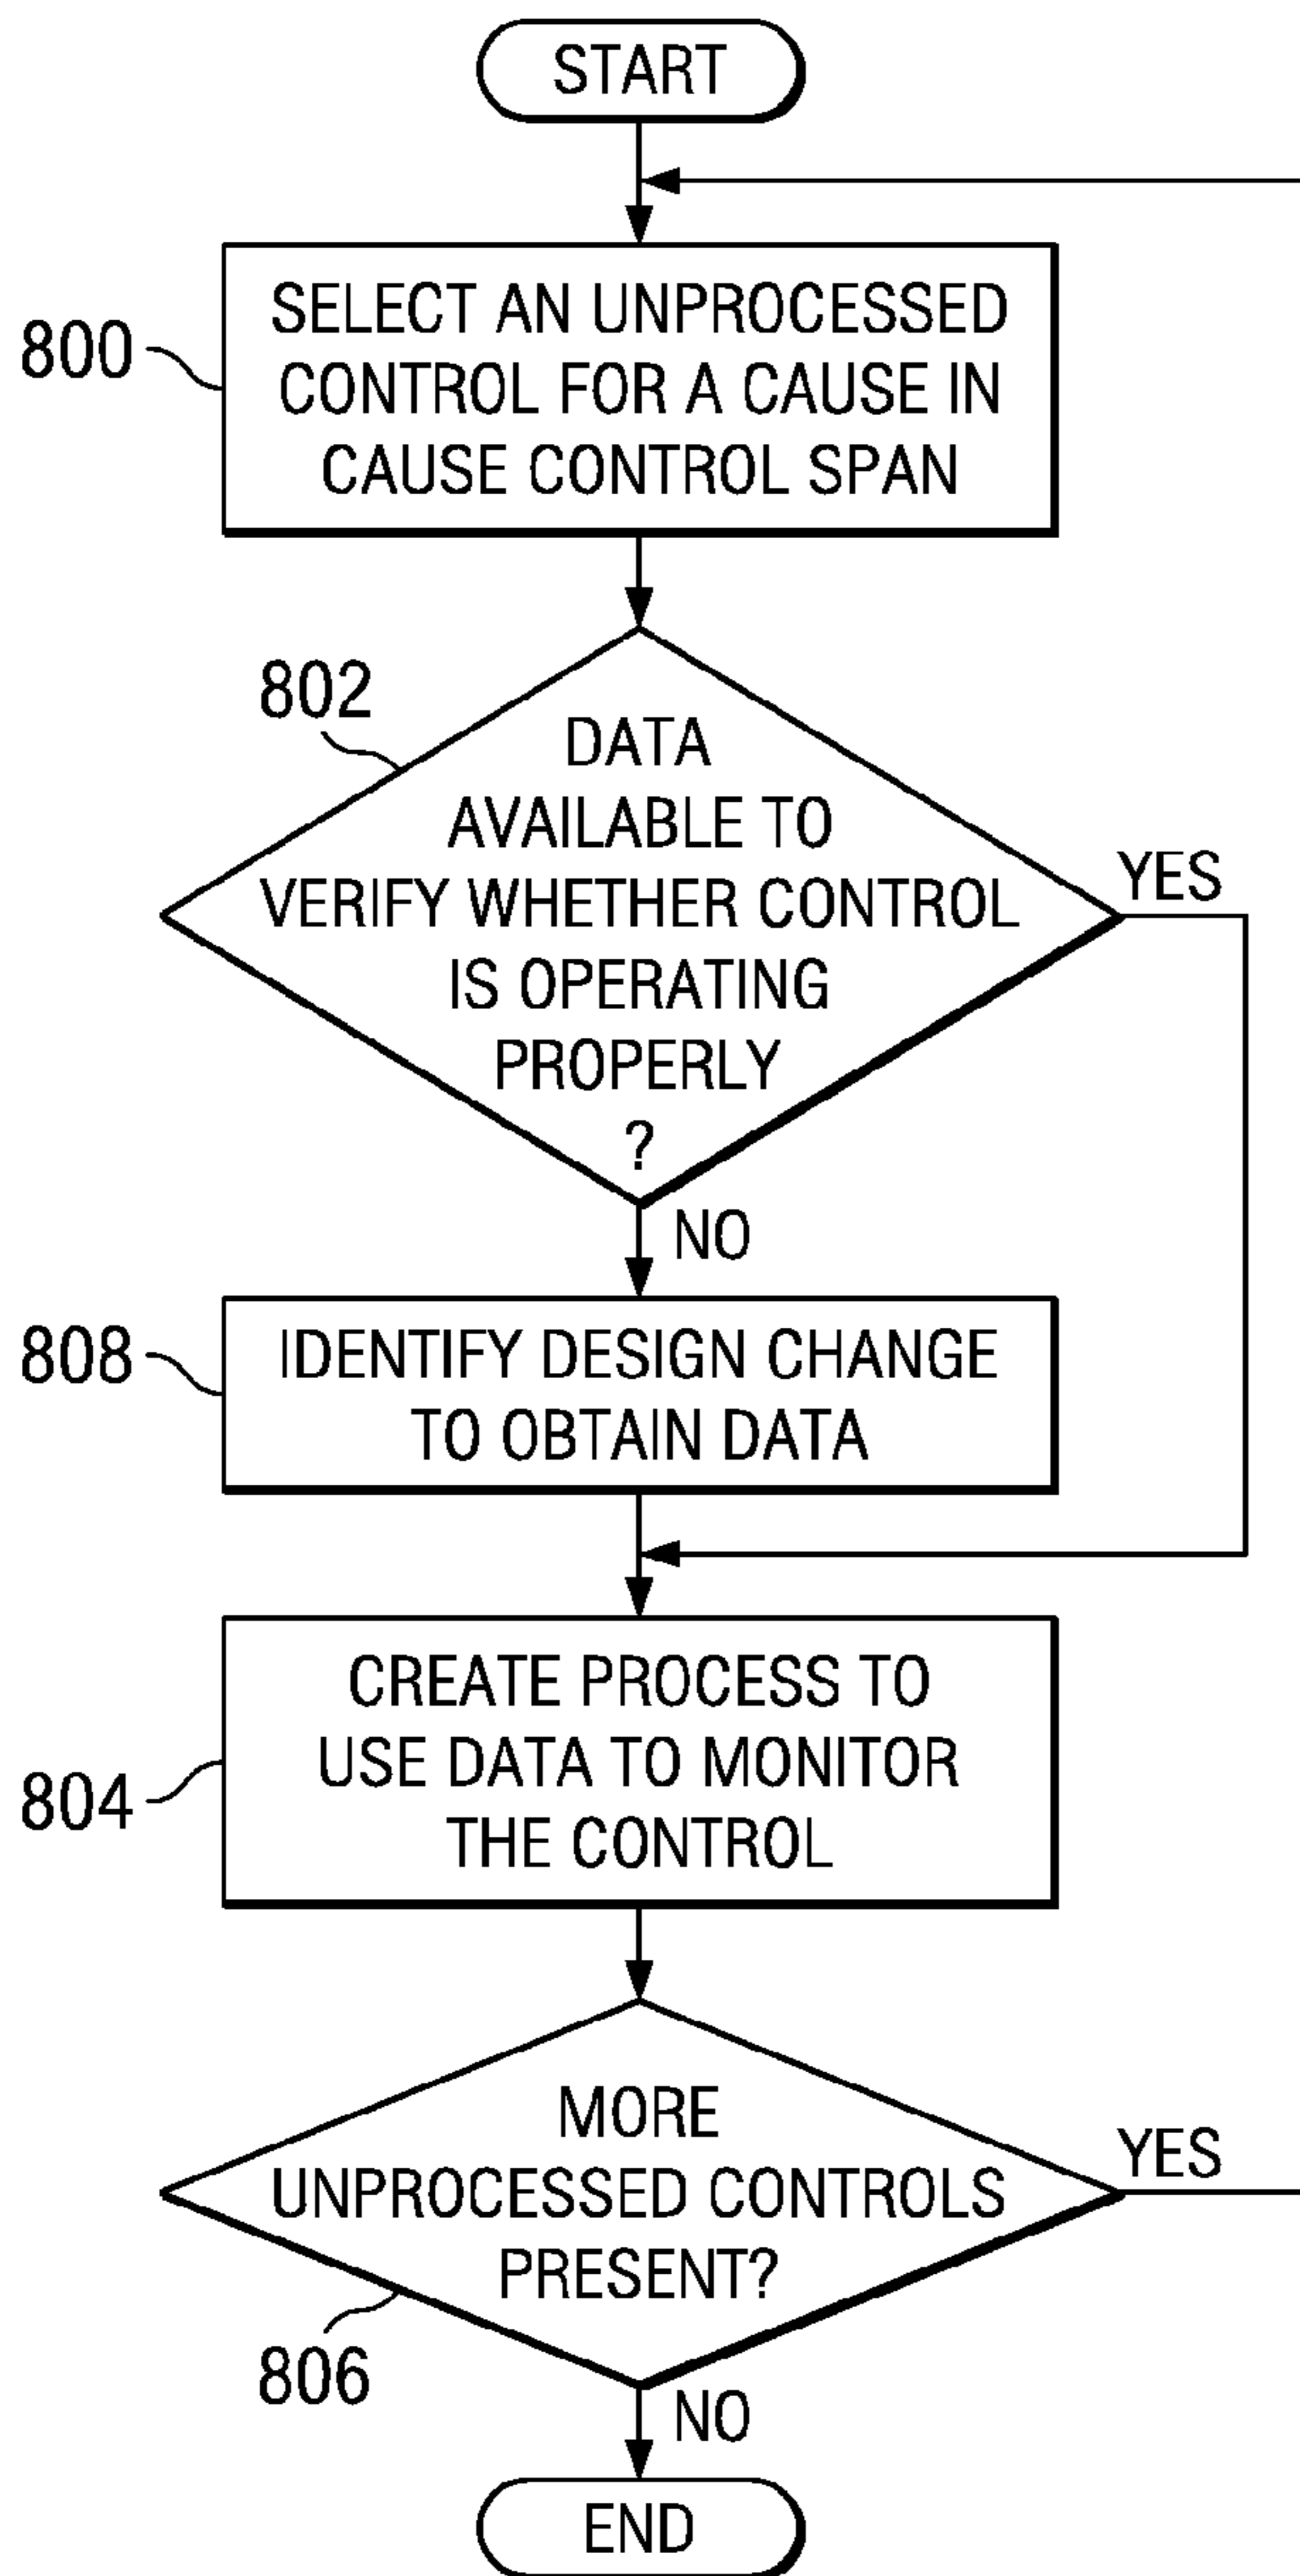 START
800
SELECT AN UNPROCESSED
CONTROL FOR A CAUSE IN
CAUSE CONTROL SPAN
802
DATA
AVAILABLE TO
VERIFY WHETHER CONTROL
IS OPERATING
PROPERLY
?
YES
NO
808
IDENTIFY DESIGN CHANGE
TO OBTAIN DATA
804
CREATE PROCESS TO
USE DATA TO MONITOR
THE CONTROL
MORE
UNPROCESSED CONTROLS
PRESENT?
YES
806
NO
END